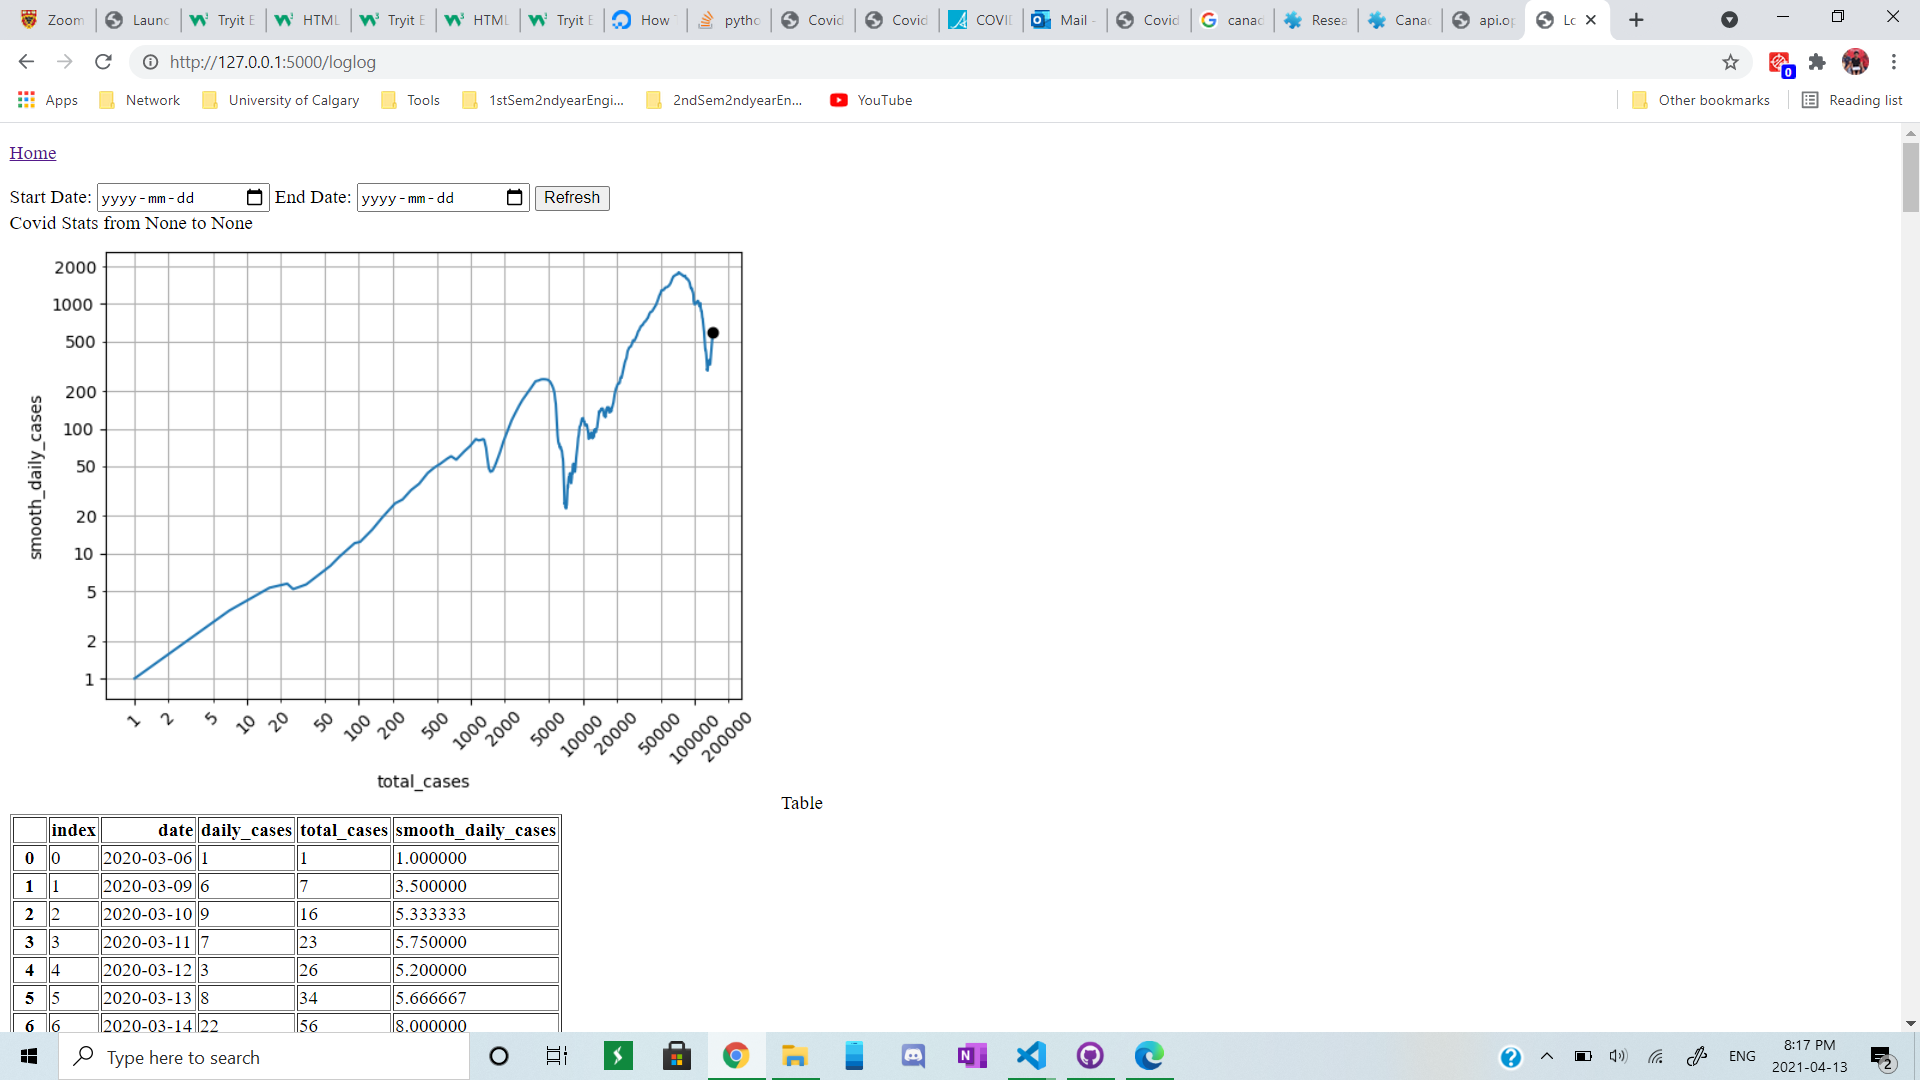 Zoom Launc Tryit E HTML Tryit E HTML Tryit E How T pytho Covid Covid COVI Mail - Covid canad Resea Canac api.op Lo
http://127.0.0.1:5000/loglog
0
Apps Network University of Calgary Tools 1stSem2ndyearEngi... 2ndSem2ndyearEn... YouTube Other bookmarks Reading list
Home
Start Date: yyyy-mm-dd End Date: yyyy-mm-dd Refresh
Covid Stats from None to None
2000
1000
500
200
100
50
20
10
5
2
1
smooth_daily_cases
1 2 5 10 20 50 100 200 500 1000 2000 5000 10000 20000 50000 100000 200000
total_cases
Table
index date daily_cases total_cases smooth_daily_cases
0 0 2020-03-06 1 1 1.000000
1 1 2020-03-09 6 7 3.500000
2 2 2020-03-10 9 16 5.333333
3 3 2020-03-11 7 23 5.750000
4 4 2020-03-12 3 26 5.200000
5 5 2020-03-13 8 34 5.666667
6 6 2020-03-14 22 56 8.000000
Type here to search
ENG
8:17 PM
2021-04-13
2